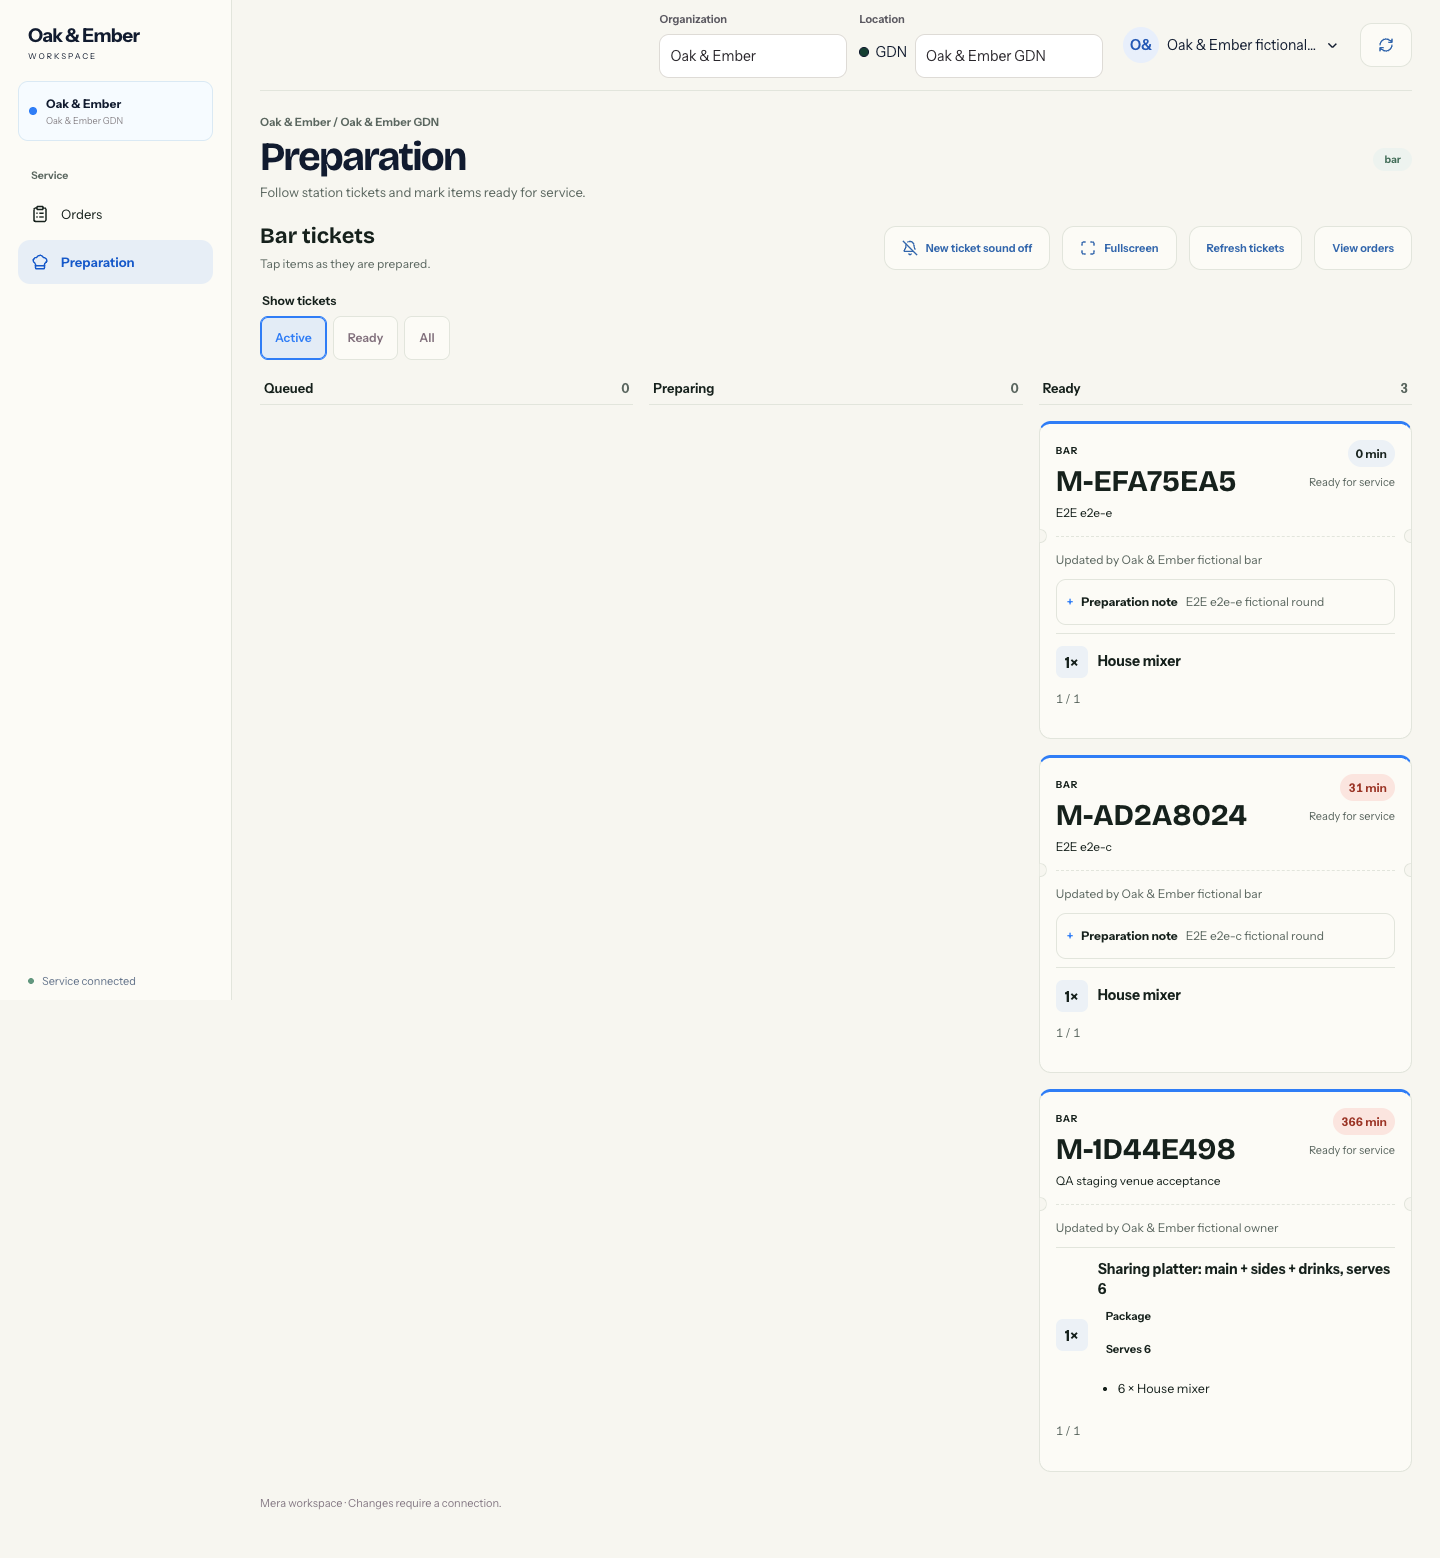 Oak & Ember
WORKSPACE
Oak & Ember
Oak & Ember GDN
Service
Orders
Preparation
Service connected
Organization
Oak & Ember
Location
GDN
Oak & Ember GDN
O&
Oak & Ember fictional...
Oak & Ember / Oak & Ember GDN
Preparation
bar
Follow station tickets and mark items ready for service.
Bar tickets
Tap items as they are prepared.
New ticket sound off
Fullscreen
Refresh tickets
View orders
Show tickets
Active
Ready
All
Queued 0
Preparing 0
Ready 3
BAR
0 min
M-EFA75EA5
Ready for service
E2E e2e-e
Updated by Oak & Ember fictional bar
+ Preparation note E2E e2e-e fictional round
1× House mixer
1 / 1
BAR
31 min
M-AD2A8024
Ready for service
E2E e2e-c
Updated by Oak & Ember fictional bar
+ Preparation note E2E e2e-c fictional round
1× House mixer
1 / 1
BAR
366 min
M-1D44E498
Ready for service
QA staging venue acceptance
Updated by Oak & Ember fictional owner
Sharing platter: main + sides + drinks, serves
6
Package
1×
Serves 6
• 6 × House mixer
1 / 1
Mera workspace · Changes require a connection.